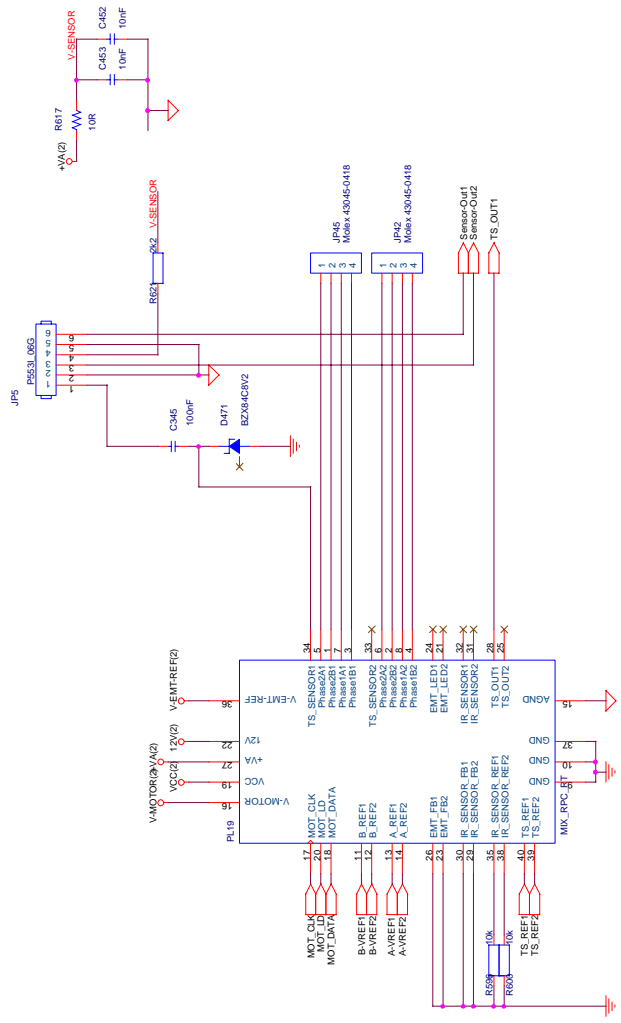 V-SENSOR
C452
10nF
C453
10nF
R617
10R
+VA(2)
V-SENSOR
2k2
R621
JP45
Molex 43045-0418
1
2
3
4
JP42
Molex 43045-0418
1
2
3
4
Sensor-Out1
Sensor-Out2
TS_OUT1
JP5
P553I_06G
6
5
4
3
2
1
6
5
4
3
2
1
C345
100nF
D471
BZX84C8V2
V-EMT-REF(2)
12V(2)
+VA(2)
VCC(2)
V-MOTOR(2)
36
V-EMT-REF
22
12V
27
+VA
19
VCC
16
V-MOTOR
PL19
34
TS_SENSOR1
5
Phase2A1
1
Phase2B1
7
Phase1A1
3
Phase1B1
33
TS_SENSOR2
6
Phase2A2
2
Phase2B2
8
Phase1A2
4
Phase1B2
24
EMT_LED1
21
EMT_LED2
32
IR_SENSOR1
31
IR_SENSOR2
28
TS_OUT1
25
TS_OUT2
AGND
15
GND
37
GND
10
GND
9
MIX_RPC_RT
MOT_CLK
17
MOT_LD
20
MOT_DATA
18
B_REF1
11
B_REF2
12
A_REF1
13
A_REF2
14
EMT_FB1
26
EMT_FB2
23
IR_SENSOR_FB1
30
IR_SENSOR_FB2
29
IR_SENSOR_REF1
35
IR_SENSOR_REF2
38
TS_REF1
40
TS_REF2
39
MOT_CLK
MOT_LD
MOT_DATA
B-VREF1
B-VREF2
A-VREF1
A-VREF2
10k
R599
10k
R600
TS_REF1
TS_REF2